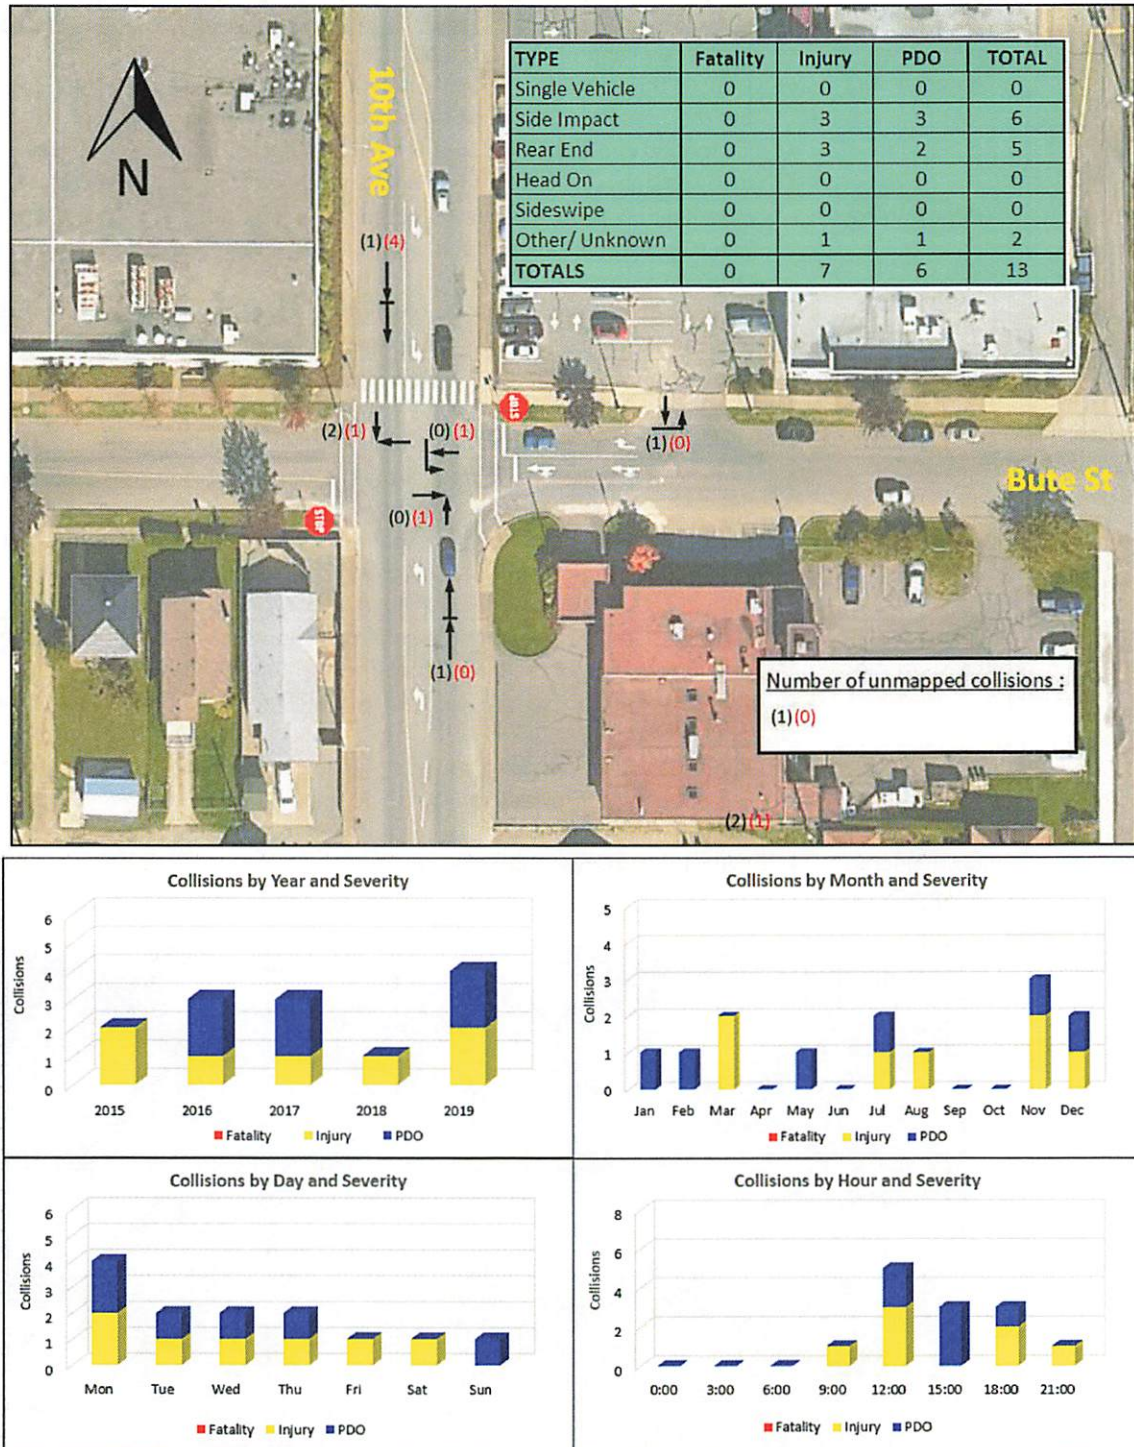 10th Ave
N
TYPE Fatality Injury PDO TOTAL
Single Vehicle 0 0 0 0
Side Impact 0 3 3 6
Rear End 0 3 2 5
Head On 0 0 0 0
Sideswipe 0 0 0 0
Other/ Unknown 0 1 1 2
TOTALS 0 7 6 13
(1)(4)
STOP
(2)(1)
(0)(1)
(1)(0)
Bute St
(0)(1)
STOP
(1)(0)
Number of unmapped collisions :
(1)(0)
(2)(1)
Collisions by Year and Severity
Collisions
6
5
4
3
2
1
0
2015 2016 2017 2018 2019
Fatality Injury PDO
Collisions by Month and Severity
Collisions
5
4
3
2
1
0
Jan Feb Mar Apr May Jun Jul Aug Sep Oct Nov Dec
Fatality Injury PDO
Collisions by Day and Severity
Collisions
6
5
4
3
2
1
0
Mon Tue Wed Thu Fri Sat Sun
Fatality Injury PDO
Collisions by Hour and Severity
Collisions
8
6
4
2
0
0:00 3:00 6:00 9:00 12:00 15:00 18:00 21:00
Fatality Injury PDO